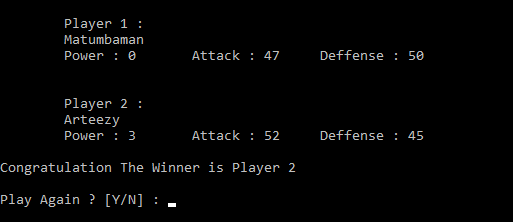 Player 1 :
Matumbaman
Power : 0 Attack : 47 Deffense : 50
Player 2 :
Arteezy
Power : 3 Attack : 52 Deffense : 45
Congratulation The Winner is Player 2
Play Again ? [Y/N] : _